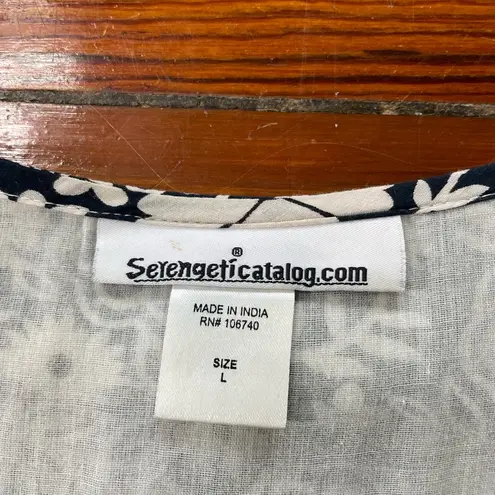 ®
Serengeticatalog.com
MADE IN INDIA
RN# 106740
SIZE
L